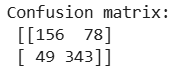 Confusion matrix:
[[156  78]
[ 49 343]]